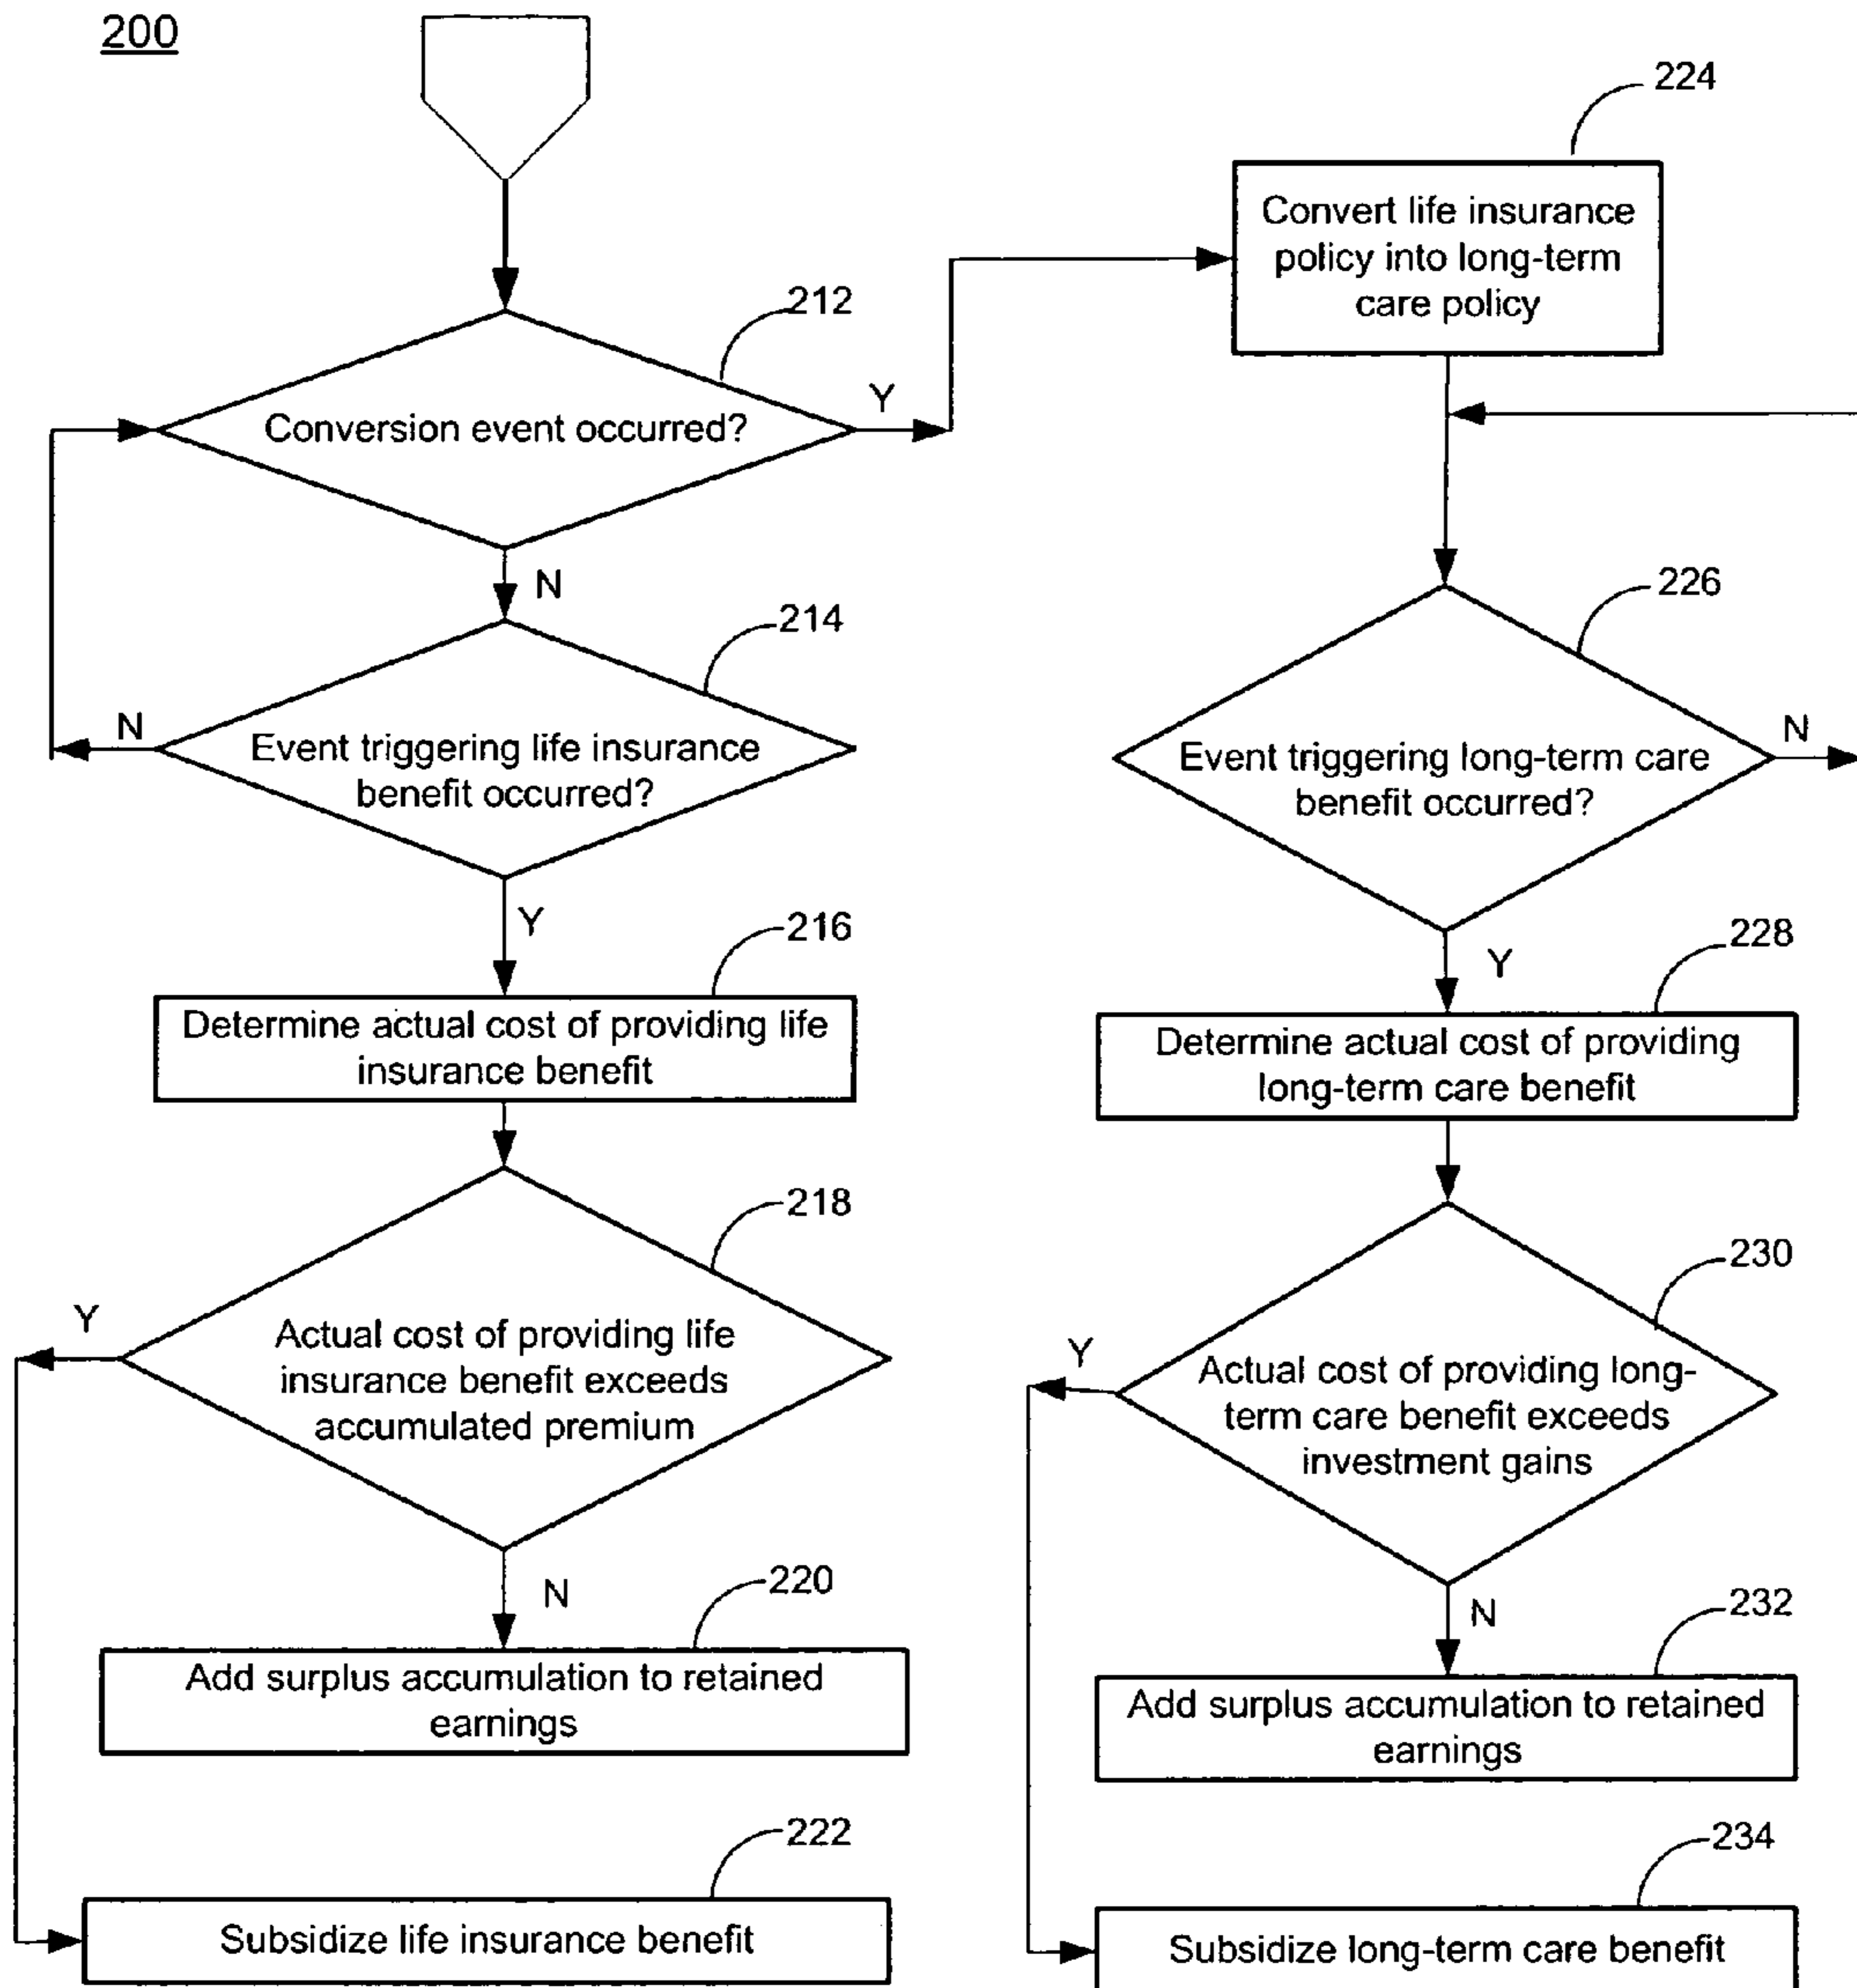 200
212
Conversion event occurred?
Y
N
214
Event triggering life insurance
benefit occurred?
N
Y
216
Determine actual cost of providing life
insurance benefit
218
Actual cost of providing life
insurance benefit exceeds
accumulated premium
Y
N
220
Add surplus accumulation to retained
earnings
222
Subsidize life insurance benefit
224
Convert life insurance
policy into long-term
care policy
226
Event triggering long-term care
benefit occurred?
N
Y
228
Determine actual cost of providing
long-term care benefit
230
Actual cost of providing long-
term care benefit exceeds
investment gains
Y
N
232
Add surplus accumulation to retained
earnings
234
Subsidize long-term care benefit